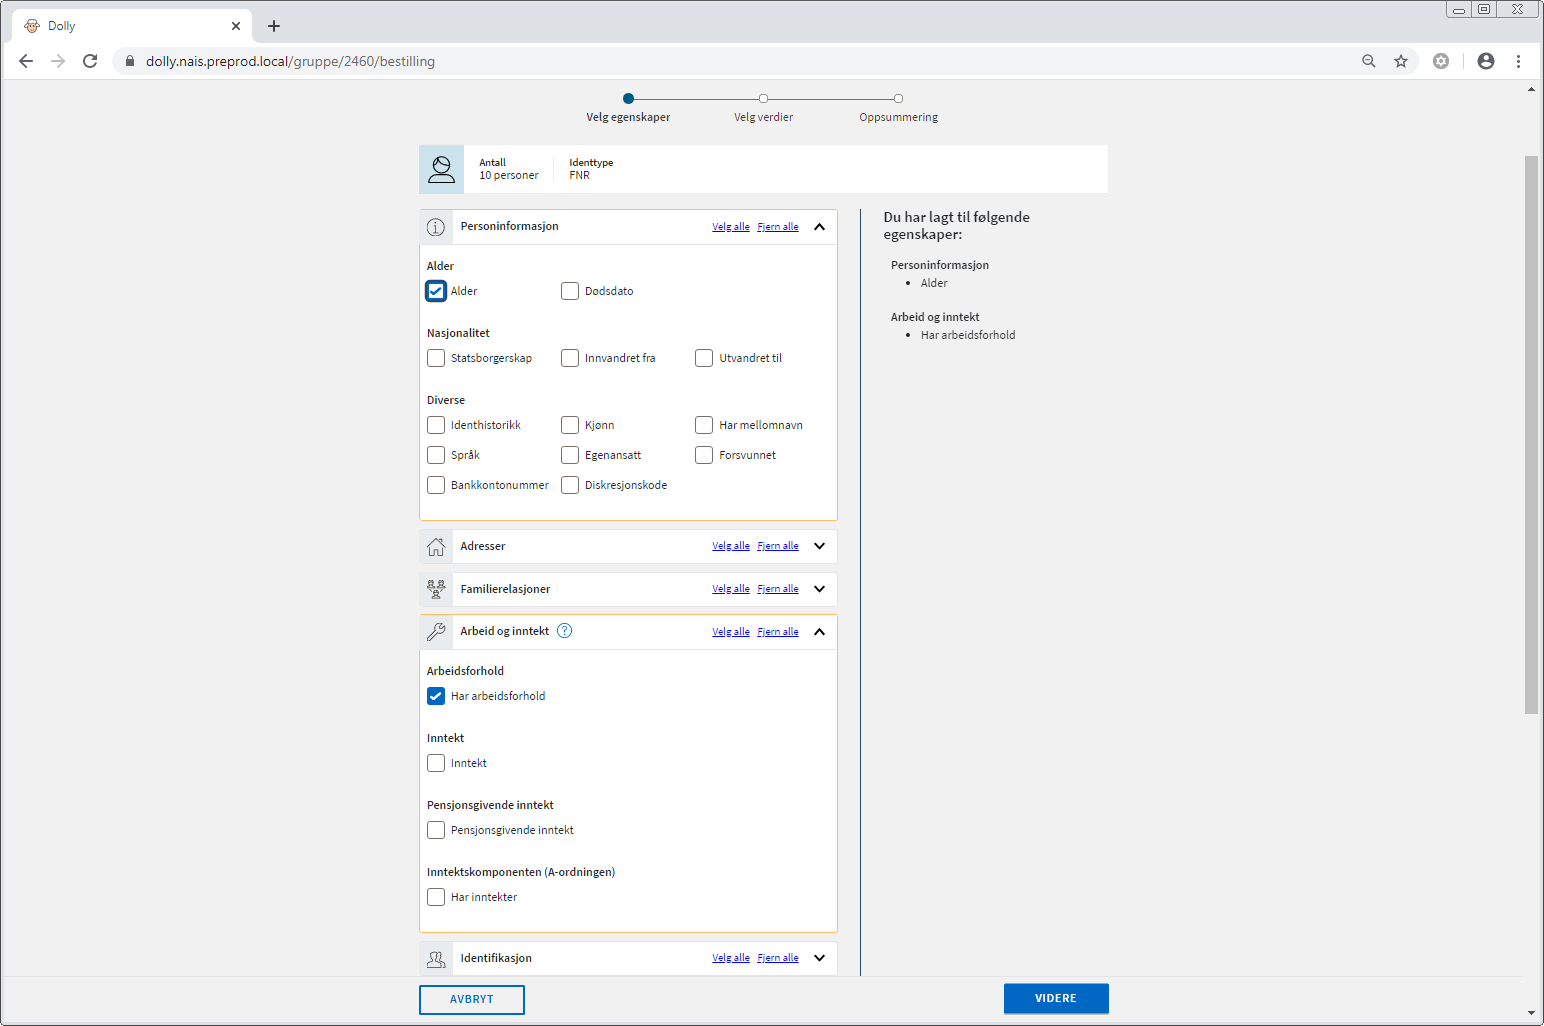 Dolly
dolly.nais.preprod.local/gruppe/2460/bestilling
Velg egenskaper
Velg verdier
Oppsummering
Antall
10 personer
Identtype
FNR
Personinformasjon
Velg alle
Fjern alle
Alder
Alder
Dødsdato
Nasjonalitet
Statsborgerskap
Innvandret fra
Utvandret til
Diverse
Identhistorikk
Kjønn
Har mellomnavn
Språk
Egenansatt
Forsvunnet
Bankkontonummer
Diskresjonskode
Adresser
Velg alle
Fjern alle
Familierelasjoner
Velg alle
Fjern alle
Arbeid og inntekt
?
Velg alle
Fjern alle
Arbeidsforhold
Har arbeidsforhold
Inntekt
Inntekt
Pensjonsgivende inntekt
Pensjonsgivende inntekt
Inntektskomponenten (A-ordningen)
Har inntekter
Identifikasjon
Velg alle
Fjern alle
Du har lagt til følgende
egenskaper:
Personinformasjon
• Alder
Arbeid og inntekt
• Har arbeidsforhold
AVBRYT
VIDERE